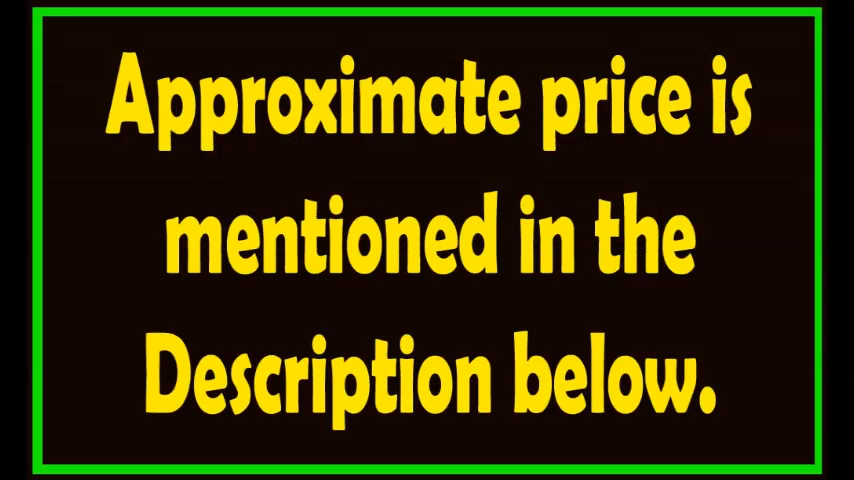 Approximate price is
mentioned in the
Description below.